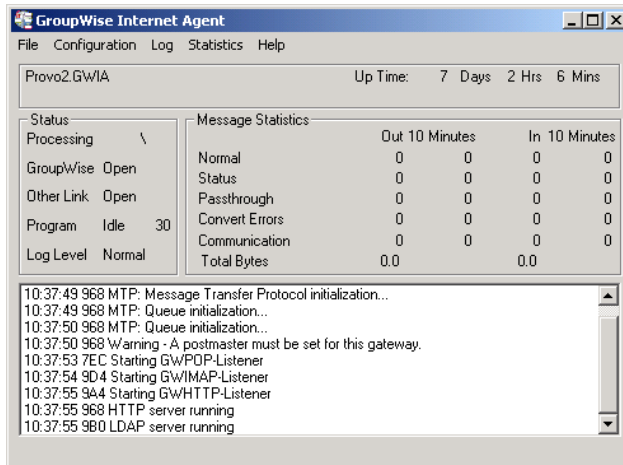 GroupWise Internet Agent
File Configuration Log Statistics Help
Provo2.GWIA Up Time: 7 Days 2 Hrs 6 Mins
Status
Processing \
GroupWise Open
Other Link Open
Program Idle 30
Log Level Normal
Message Statistics
Out 10 Minutes In 10 Minutes
Normal 0 0 0 0
Status 0 0 0 0
Passthrough 0 0 0 0
Convert Errors 0 0 0 0
Communication 0 0 0 0
Total Bytes 0.0 0.0
10:37:49 968 MTP: Message Transfer Protocol initialization...
10:37:49 968 MTP: Queue initialization...
10:37:50 968 MTP: Queue initialization...
10:37:50 968 Warning - A postmaster must be set for this gateway.
10:37:53 7EC Starting GWPOP-Listener
10:37:54 9D4 Starting GWIMAP-Listener
10:37:55 9A4 Starting GWHTTP-Listener
10:37:55 968 HTTP server running
10:37:55 9B0 LDAP server running